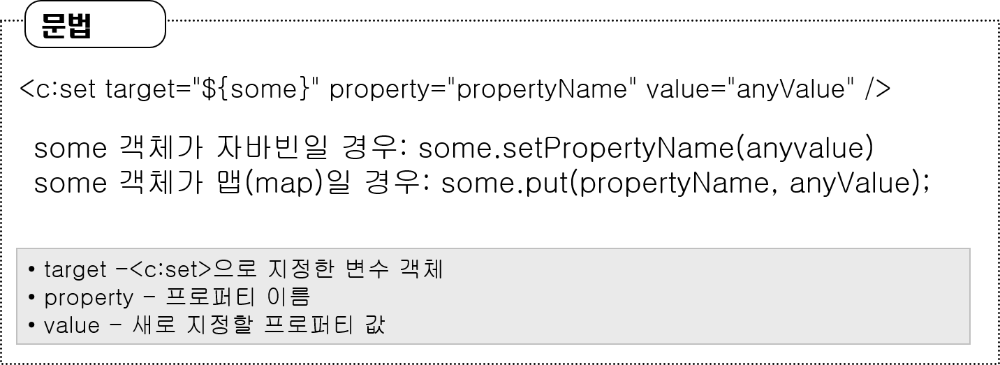 문법
<c:set target="${some}" property="propertyName" value="anyValue" />
some 객체가 자바빈일 경우: some.setPropertyName(anyvalue)
some 객체가 맵(map)일 경우: some.put(propertyName, anyValue);
• target -<c:set>으로 지정한 변수 객체
• property - 프로퍼티 이름
• value - 새로 지정할 프로퍼티 값